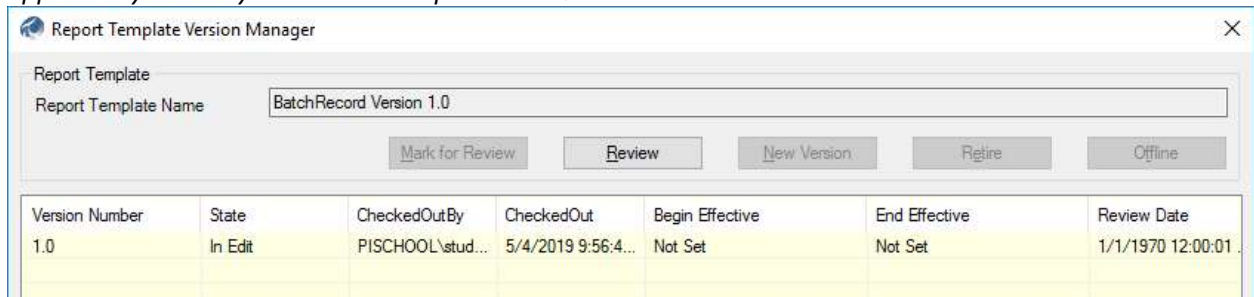 Report Template Version Manager
Report Template
Report Template Name BatchRecord Version 1.0
Mark for Review Review New Version Retire Offline
Version Number State CheckedOutBy CheckedOut Begin Effective End Effective Review Date
1.0 In Edit PISCHOOL\stud... 5/4/2019 9:56:4... Not Set Not Set 1/1/1970 12:00:01 .